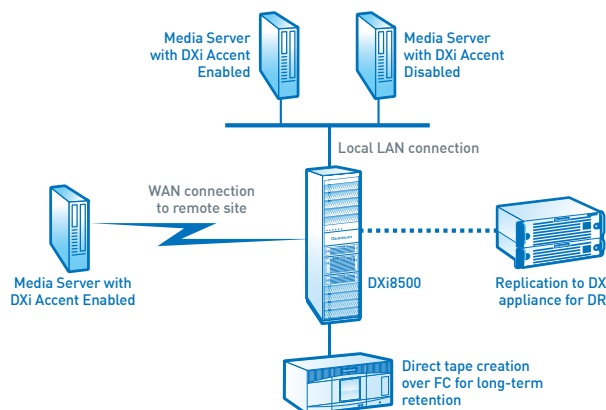 Media Server
with DXi Accent
Enabled
Media Server
with DXi Accent
Disabled
Local LAN connection
WAN connection
to remote site
Media Server with
DXi Accent Enabled
Quantum
DXi8500
Replication to DX
appliance for DR
Direct tape creation
over FC for long-term
retention